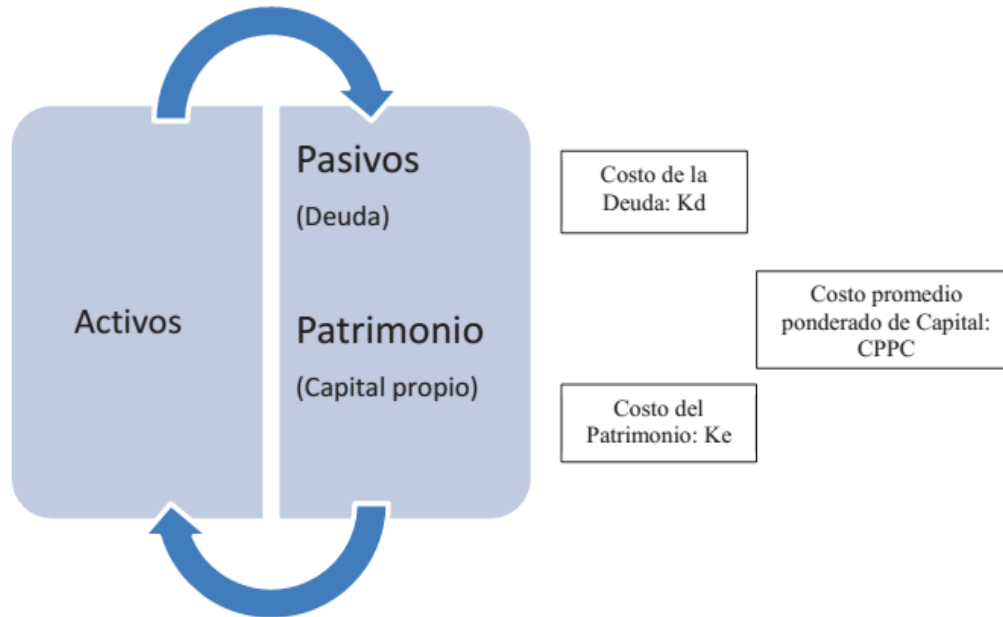 Activos
Pasivos
(Deuda)
Patrimonio
(Capital propio)
Costo de la
Deuda: Kd
Costo promedio
ponderado de Capital:
CPPC
Costo del
Patrimonio: Ke